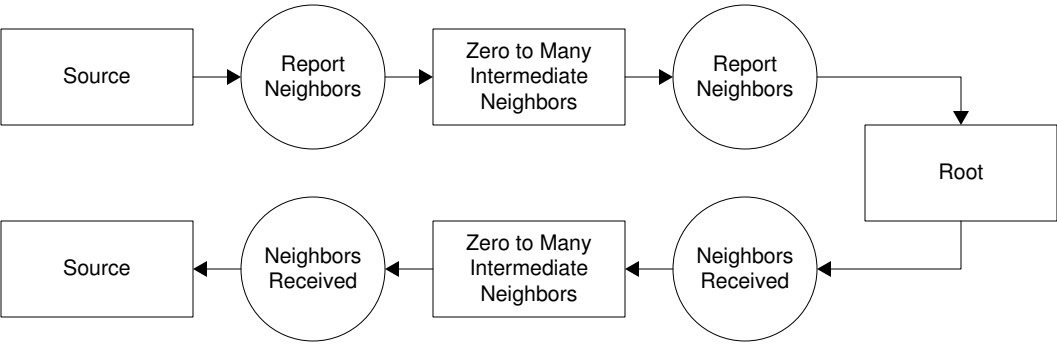 Source
Report
Neighbors
Zero to Many
Intermediate
Neighbors
Report
Neighbors
Root
Source
Neighbors
Received
Zero to Many
Intermediate
Neighbors
Neighbors
Received